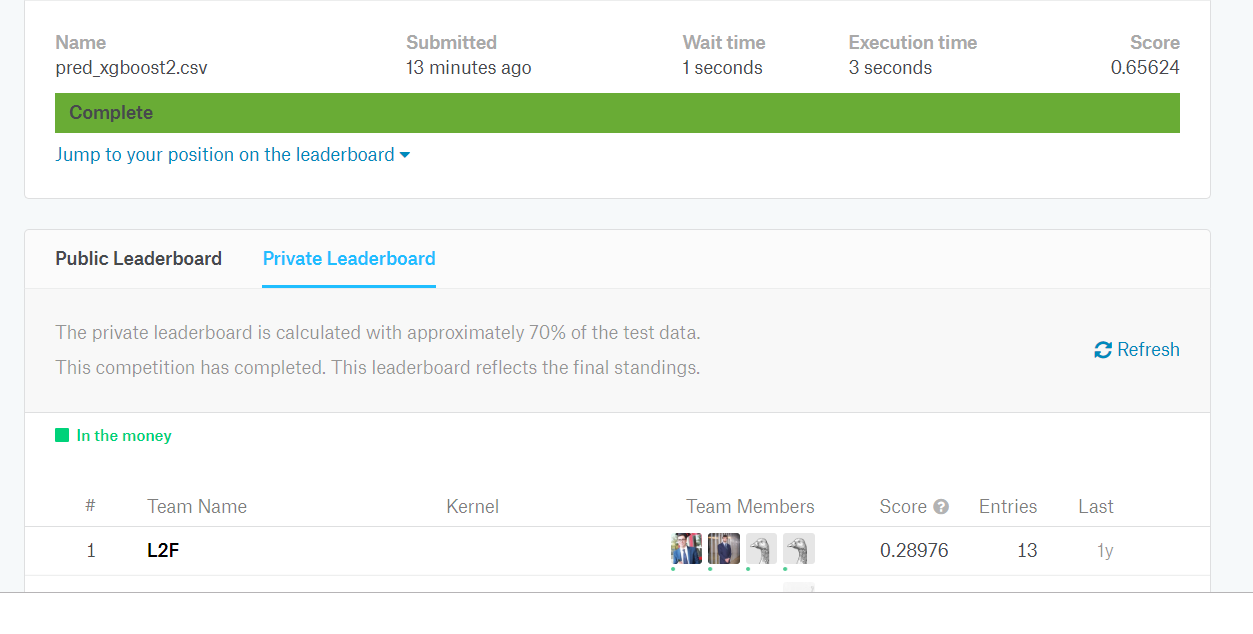 Name Submitted Wait time Execution time Score
pred_xgboost2.csv 13 minutes ago 1 seconds 3 seconds 0.65624
Complete
Jump to your position on the leaderboard
Public Leaderboard Private Leaderboard
The private leaderboard is calculated with approximately 70% of the test data.
This competition has completed. This leaderboard reflects the final standings.
Refresh
In the money
# Team Name Kernel Team Members Score ? Entries Last
1 L2F 0.28976 13 1y